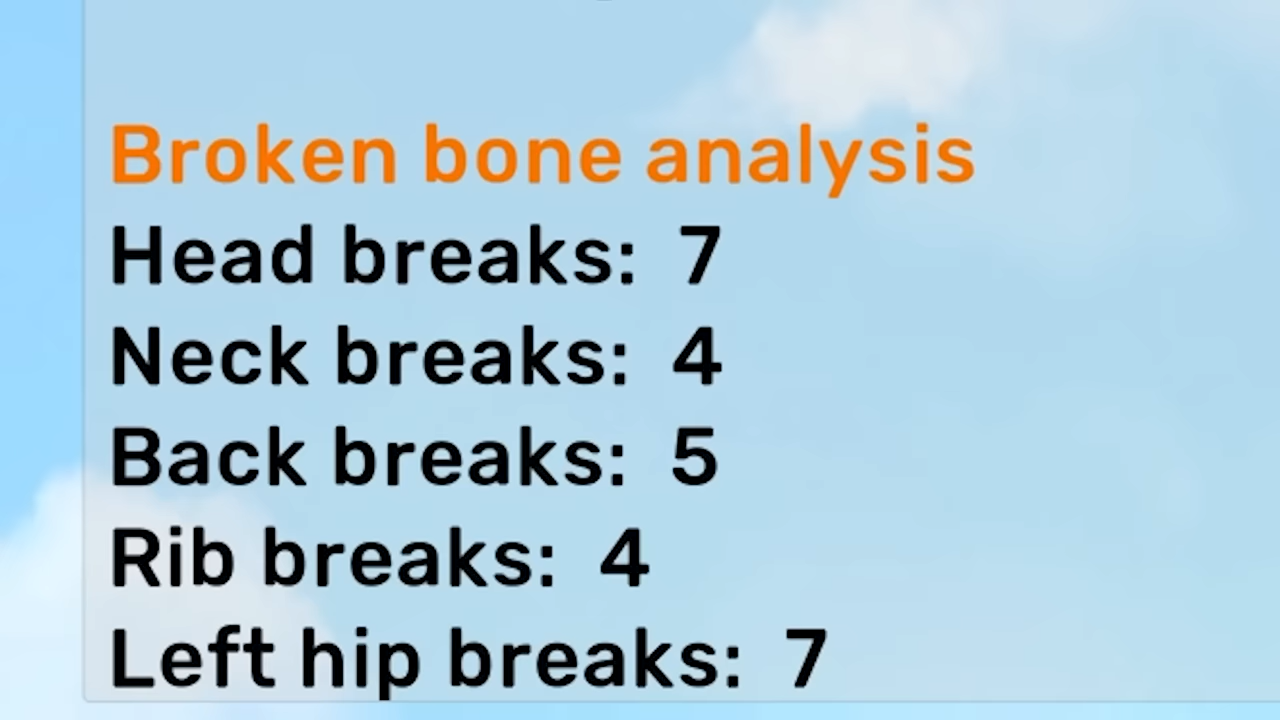 Broken bone analysis
Head breaks: 7
Neck breaks: 4
Back breaks: 5
Rib breaks: 4
Left hip breaks: 7